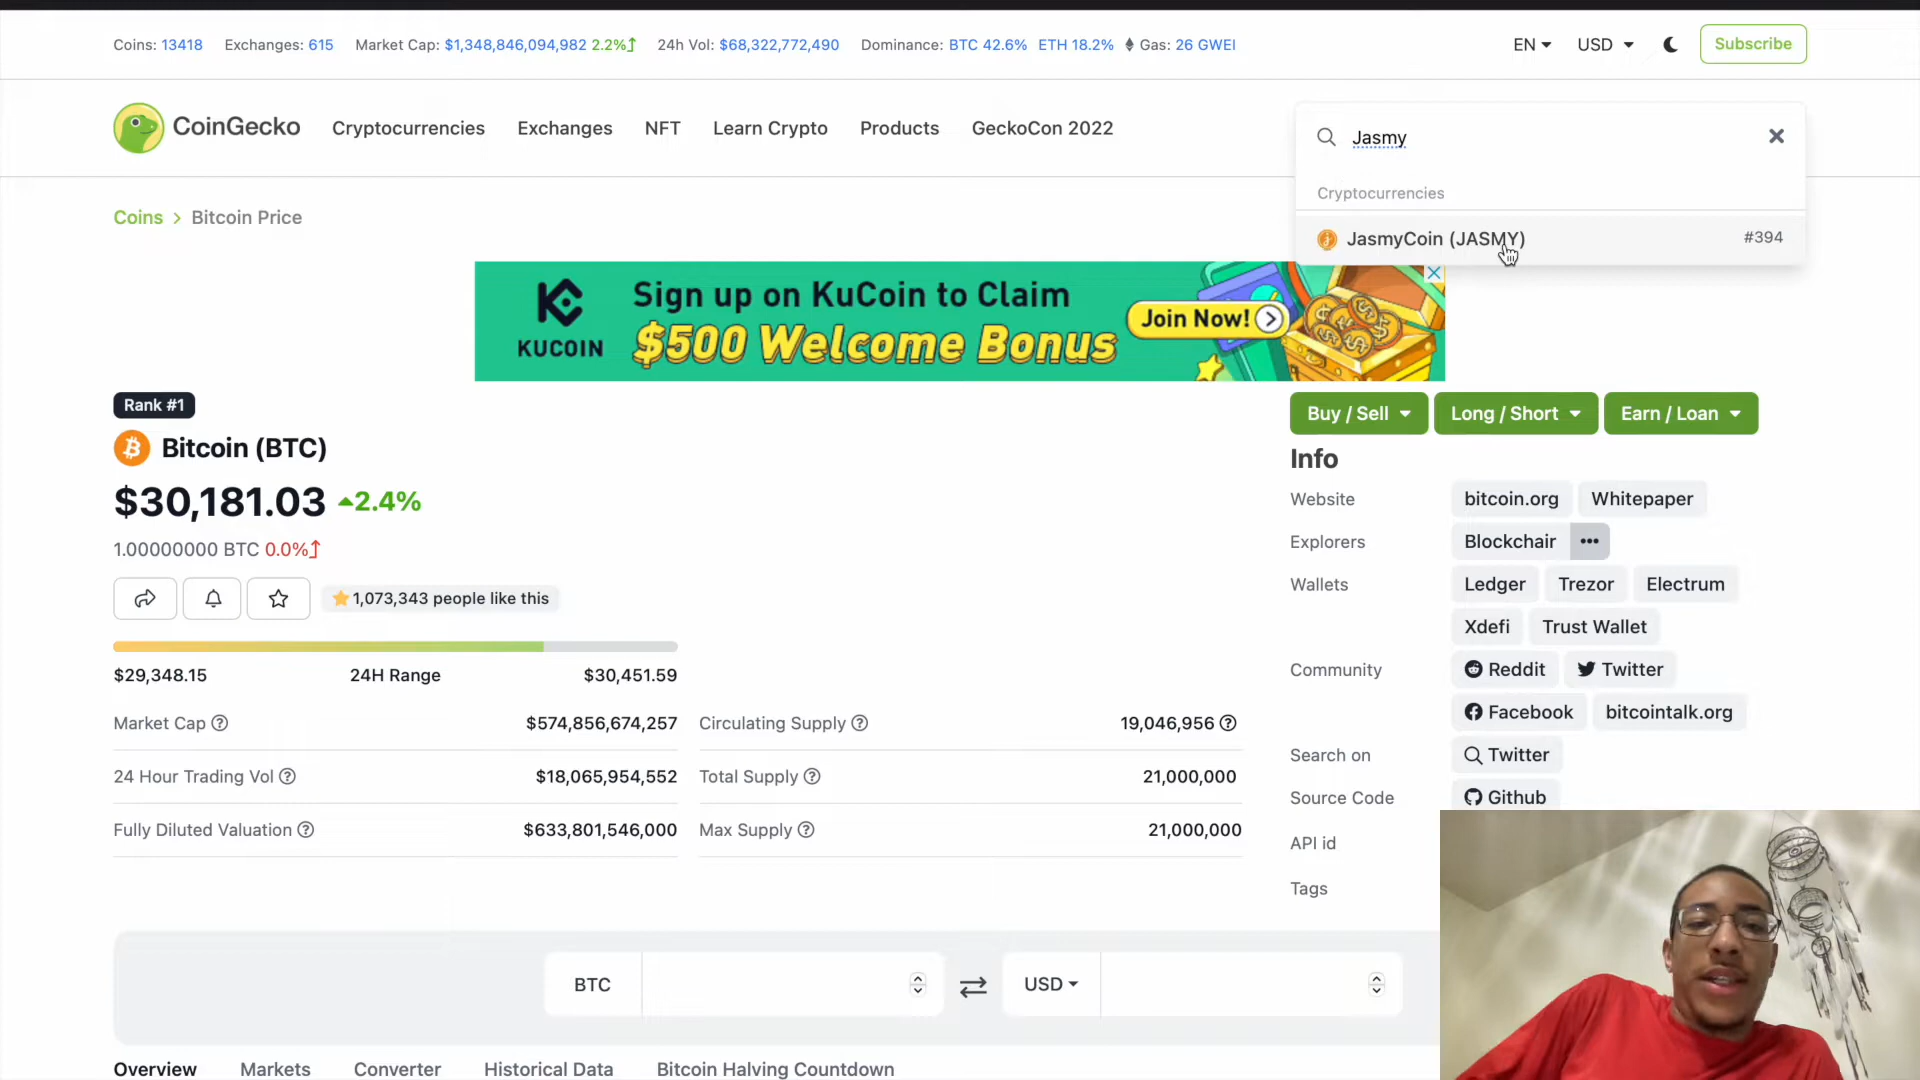 Coins: 13418 Exchanges: 615 Market Cap: $1,348,846,094,982 2.2% 24h Vol: $68,322,772,490 Dominance: BTC 42.6% ETH 18.2% Gas: 26 GWEI EN USD Subscribe
CoinGecko Cryptocurrencies Exchanges NFT Learn Crypto Products GeckoCon 2022
Jasmy
Cryptocurrencies
JasmyCoin (JASMY) #394
Coins > Bitcoin Price
KUCOIN
Sign up on KuCoin to Claim
$500 Welcome Bonus
Join Now!
Rank #1
Bitcoin (BTC)
$30,181.03 2.4%
1.00000000 BTC 0.0%
1,073,343 people like this
$29,348.15 24H Range $30,451.59
Market Cap $574,856,674,257
24 Hour Trading Vol $18,065,954,552
Fully Diluted Valuation $633,801,546,000
Circulating Supply 19,046,956
Total Supply 21,000,000
Max Supply 21,000,000
Buy / Sell Long / Short Earn / Loan
Info
Website bitcoin.org Whitepaper
Explorers Blockchair
Wallets Ledger Trezor Electrum
Xdefi Trust Wallet
Community Reddit Twitter
Facebook bitcointalk.org
Search on Twitter
Source Code Github
API id
Tags
BTC USD
Overview Markets Converter Historical Data Bitcoin Halving Countdown